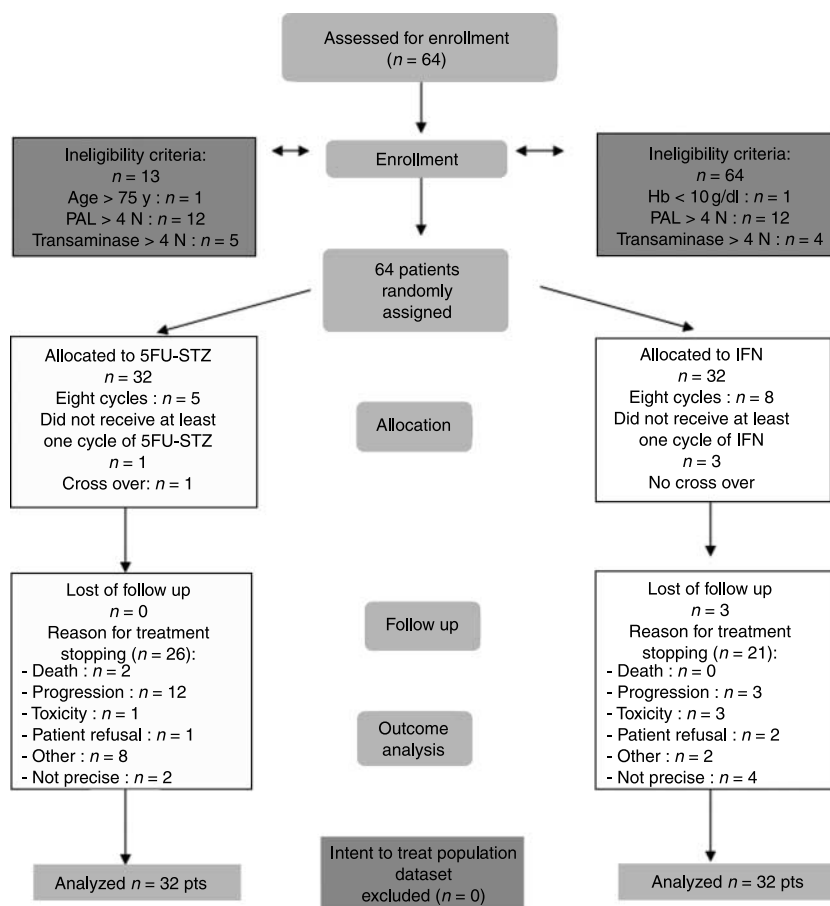 Assessed for enrollment
(n = 64)
Ineligibility criteria:
n = 13
Age > 75 y : n = 1
PAL > 4 N : n = 12
Transaminase > 4 N : n = 5
Enrollment
Ineligibility criteria:
n = 64
Hb < 10 g/dl : n = 1
PAL > 4 N : n = 12
Transaminase > 4 N : n = 4
64 patients
randomly
assigned
Allocated to 5FU-STZ
n = 32
Eight cycles : n = 5
Did not receive at least
one cycle of 5FU-STZ
n = 1
Cross over: n = 1
Allocation
Allocated to IFN
n = 32
Eight cycles : n = 8
Did not receive at least
one cycle of IFN
n = 3
No cross over
Lost of follow up
n = 0
Reason for treatment
stopping (n = 26):
- Death : n = 2
- Progression : n = 12
- Toxicity : n = 1
- Patient refusal : n = 1
- Other : n = 8
- Not precise : n = 2
Follow up
Outcome
analysis
Lost of follow up
n = 3
Reason for treatment
stopping (n = 21):
- Death : n = 0
- Progression : n = 3
- Toxicity : n = 3
- Patient refusal : n = 2
- Other : n = 2
- Not precise : n = 4
Analyzed n = 32 pts
Intent to treat population
dataset
excluded (n = 0)
Analyzed n = 32 pts